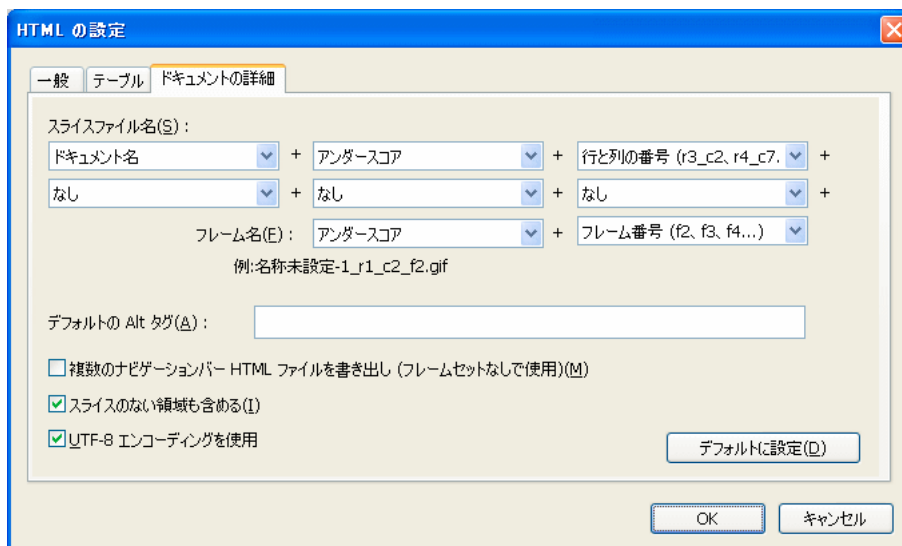 HTML の設定
一般 テーブル ドキュメントの詳細
スライスファイル名(S):
ドキュメント名 + アンダースコア + 行と列の番号 (r3_c2、r4_c7. +
なし + なし + なし +
フレーム名(F): アンダースコア + フレーム番号 (f2、f3、f4...)
例:名称未設定-1_r1_c2_f2.gif
デフォルトの Alt タグ(A):
複数のナビゲーションバー HTML ファイルを書き出し (フレームセットなしで使用)(M)
スライスのない領域も含める(I)
UTF-8 エンコーディングを使用
デフォルトに設定(D)
OK キャンセル